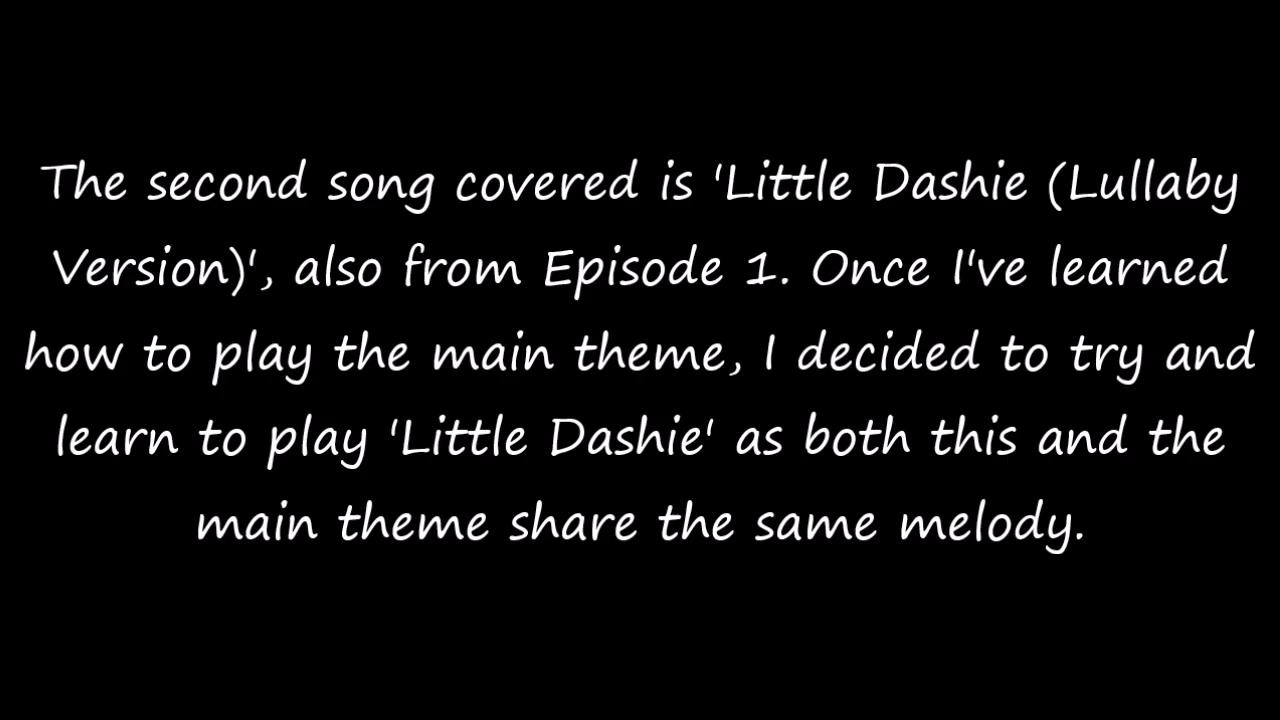 The second song covered is 'Little Dashie (Lullaby
Version)', also from Episode 1. Once I've learned
how to play the main theme, I decided to try and
learn to play 'Little Dashie' as both this and the
main theme share the same melody.